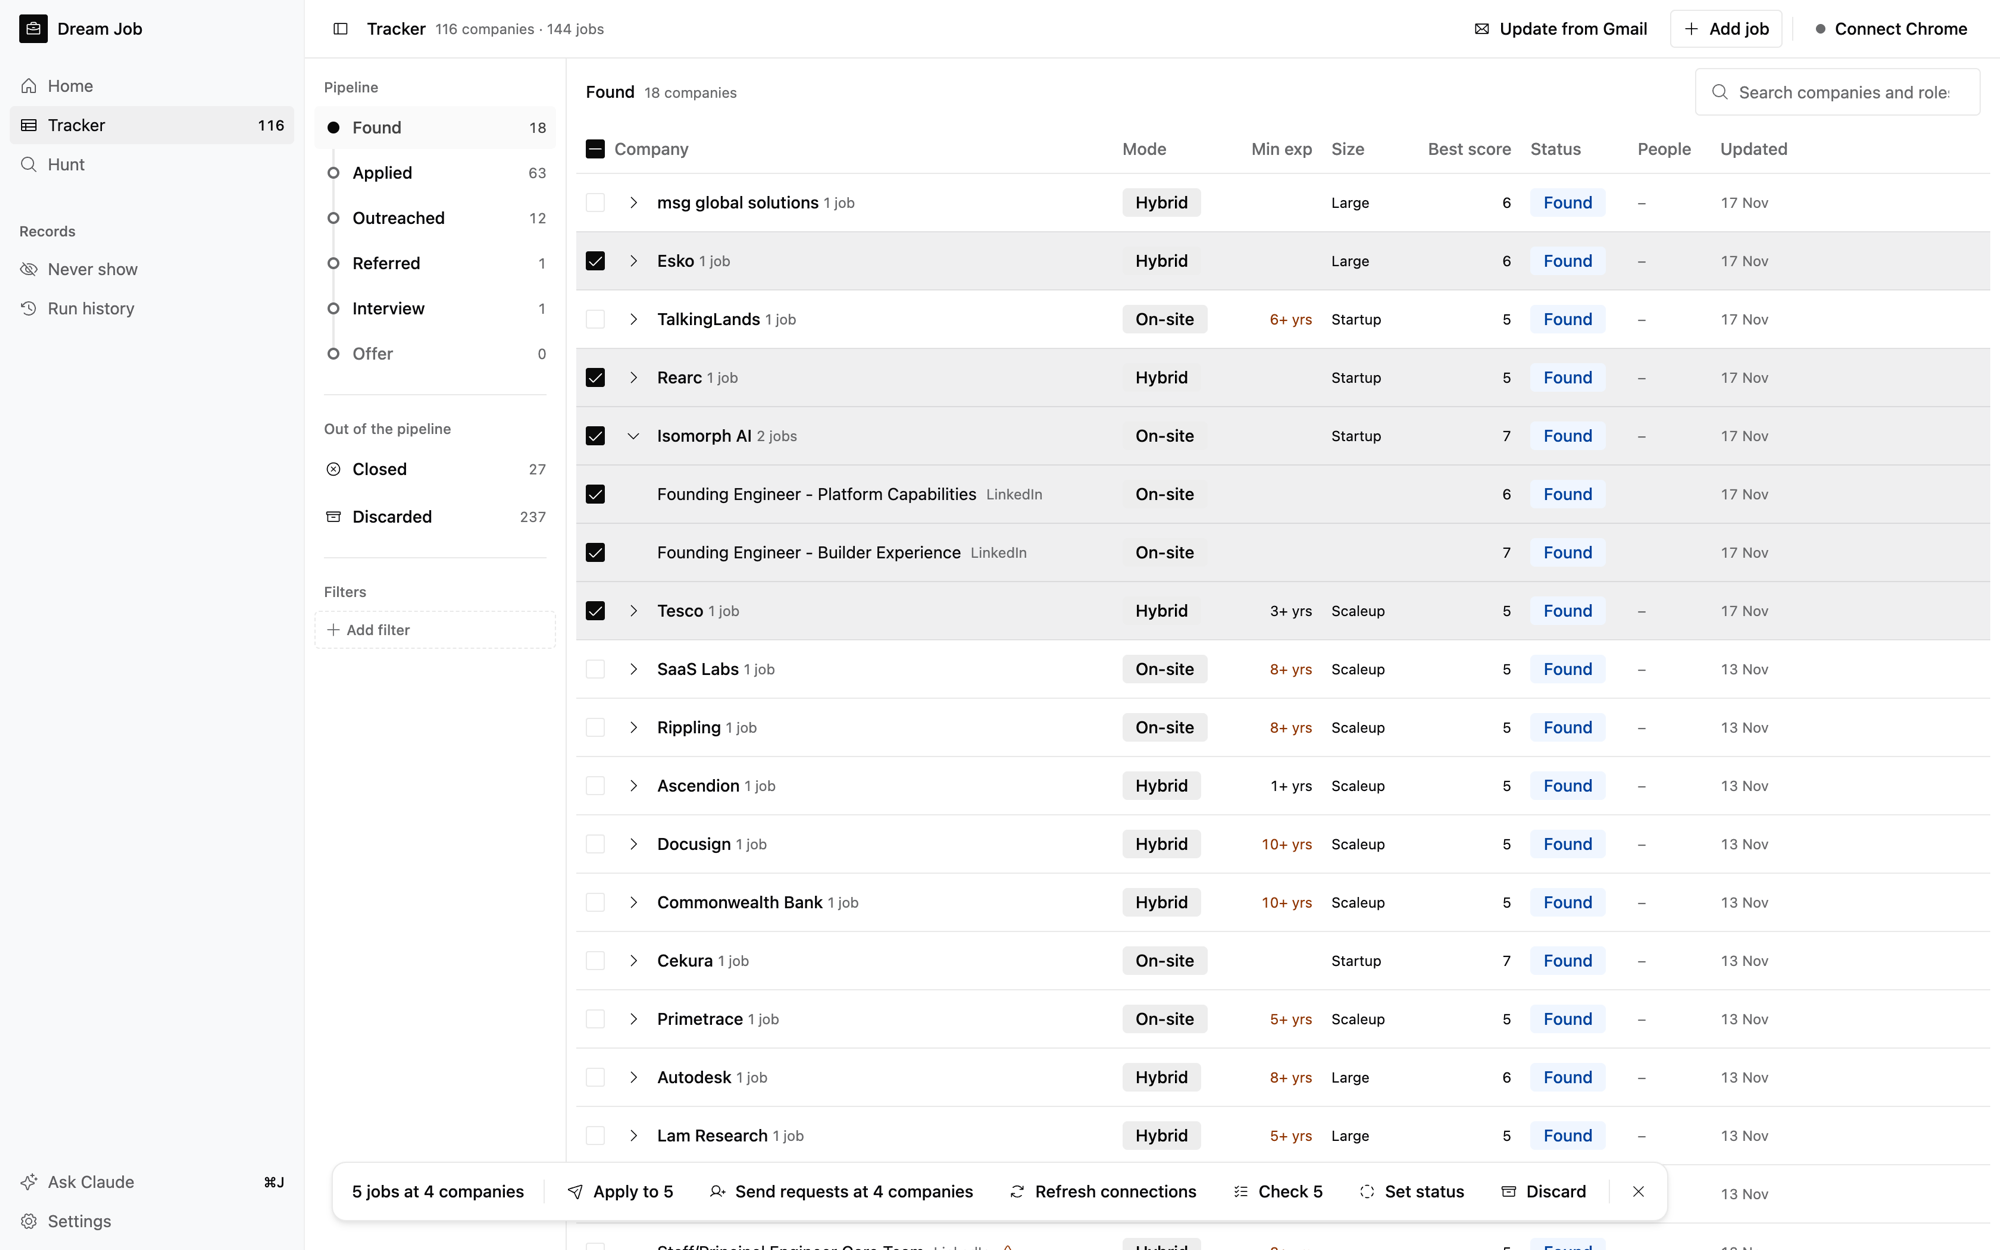 Dream Job
Home
Tracker 116
Hunt
Records
Never show
Run history
Ask Claude ⌘J
Settings
Tracker 116 companies · 144 jobs
Update from Gmail
+ Add job
Connect Chrome
Pipeline
Found 18
Applied 63
Outreached 12
Referred 1
Interview 1
Offer 0
Out of the pipeline
Closed 27
Discarded 237
Filters
+ Add filter
Found 18 companies
Search companies and role
Company Mode Min exp Size Best score Status People Updated
msg global solutions 1 job Hybrid Large 6 Found – 17 Nov
Esko 1 job Hybrid Large 6 Found – 17 Nov
TalkingLands 1 job On-site 6+ yrs Startup 5 Found – 17 Nov
Rearc 1 job Hybrid Startup 5 Found – 17 Nov
Isomorph AI 2 jobs On-site Startup 7 Found – 17 Nov
Founding Engineer - Platform Capabilities LinkedIn On-site 6 Found 17 Nov
Founding Engineer - Builder Experience LinkedIn On-site 7 Found 17 Nov
Tesco 1 job Hybrid 3+ yrs Scaleup 5 Found – 17 Nov
SaaS Labs 1 job On-site 8+ yrs Scaleup 5 Found – 13 Nov
Rippling 1 job On-site 8+ yrs Scaleup 5 Found – 13 Nov
Ascendion 1 job Hybrid 1+ yrs Scaleup 5 Found – 13 Nov
Docusign 1 job Hybrid 10+ yrs Scaleup 5 Found – 13 Nov
Commonwealth Bank 1 job Hybrid 10+ yrs Scaleup 5 Found – 13 Nov
Cekura 1 job On-site Startup 7 Found – 13 Nov
Primetrace 1 job On-site 5+ yrs Scaleup 5 Found – 13 Nov
Autodesk 1 job Hybrid 8+ yrs Large 6 Found – 13 Nov
Lam Research 1 job Hybrid 5+ yrs Large 5 Found – 13 Nov
13 Nov
5 jobs at 4 companies Apply to 5 Send requests at 4 companies Refresh connections Check 5 Set status Discard
Staff/Principal Engineer Core Team Hybrid Found